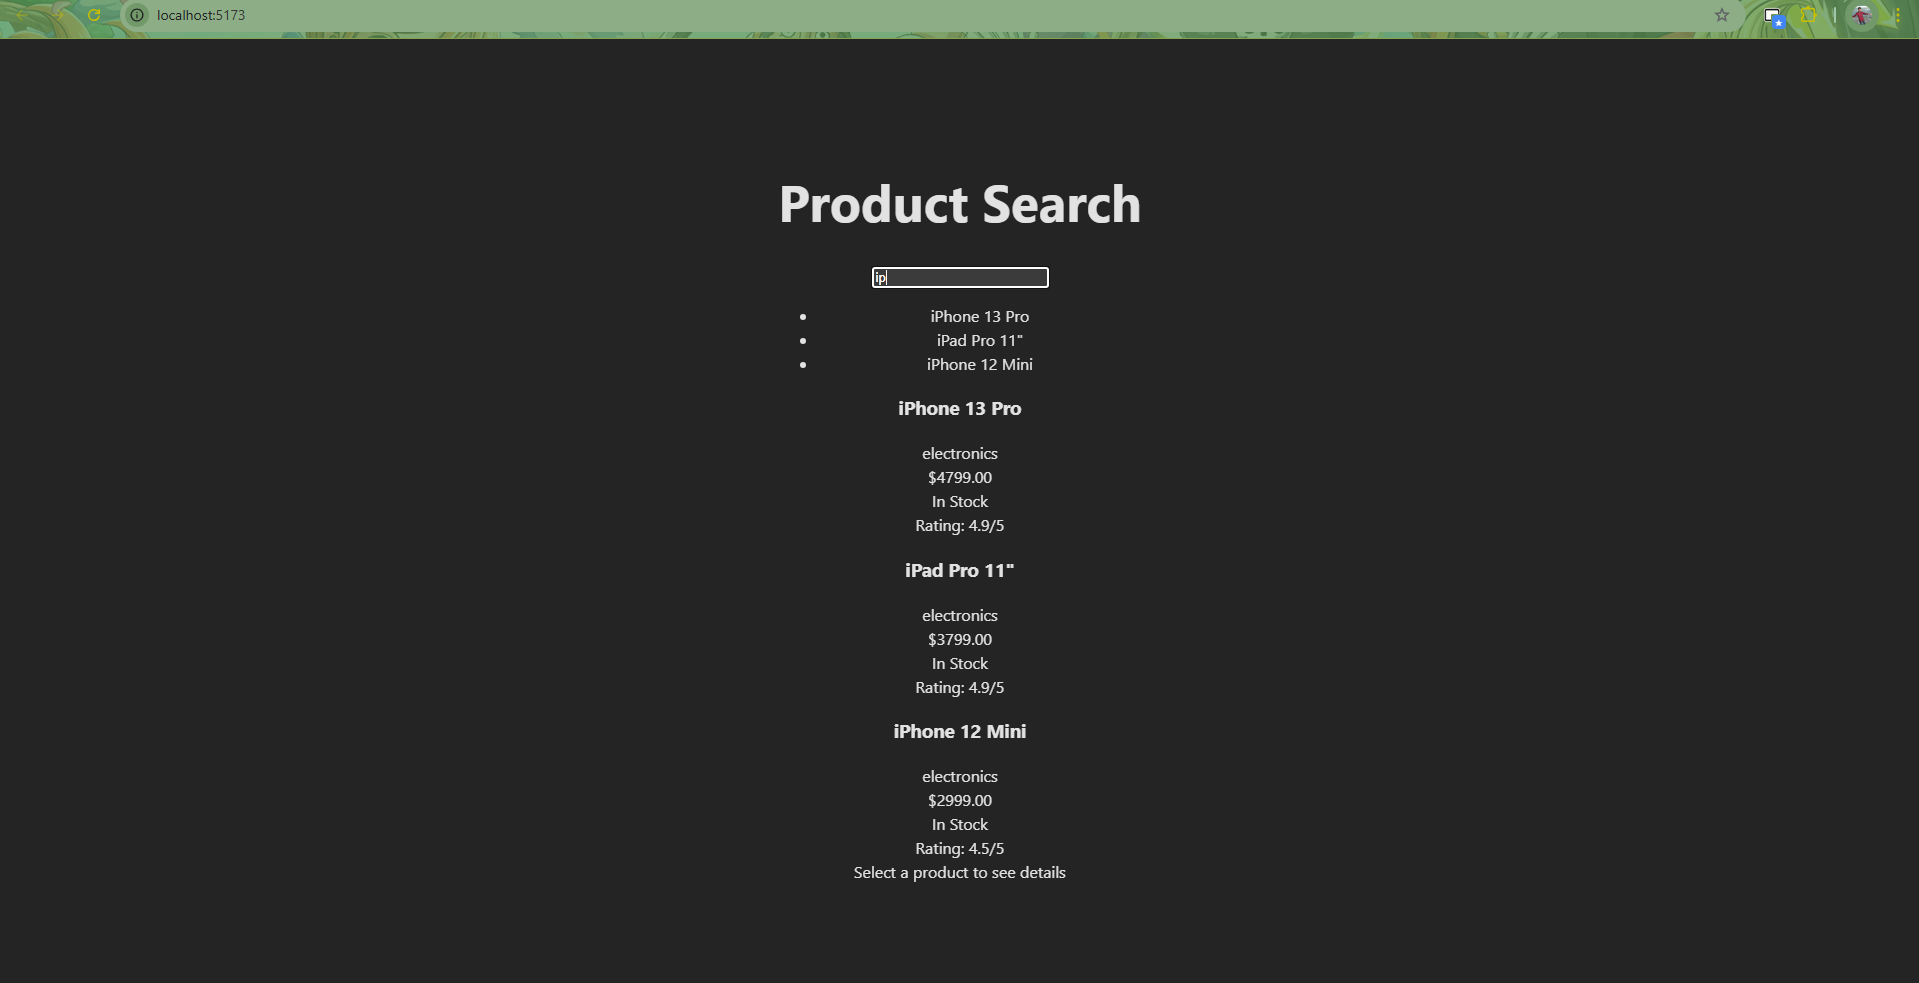 localhost:5173
Product Search
ip
iPhone 13 Pro
iPad Pro 11"
iPhone 12 Mini
iPhone 13 Pro
electronics
$4799.00
In Stock
Rating: 4.9/5
iPad Pro 11"
electronics
$3799.00
In Stock
Rating: 4.9/5
iPhone 12 Mini
electronics
$2999.00
In Stock
Rating: 4.5/5
Select a product to see details